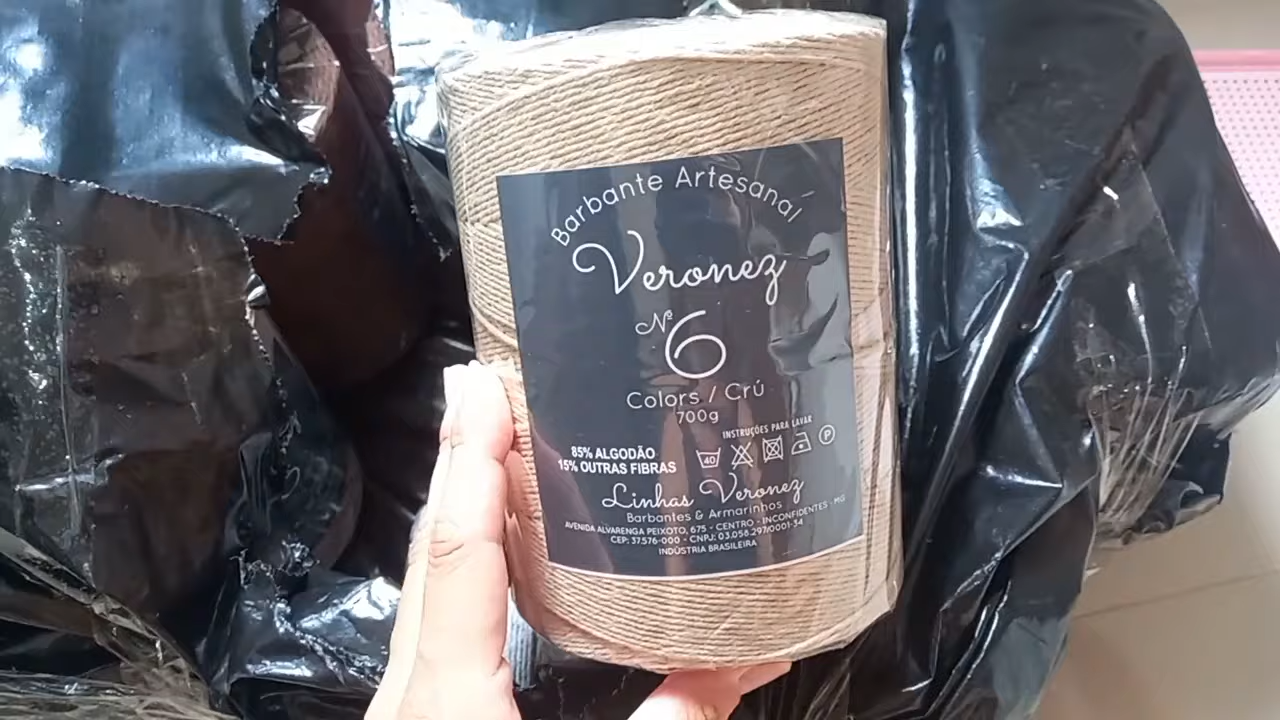 Barbante Artesanal
Veronez
Nº 6
Colors / Crú
700g
INSTRUÇÕES PARA LAVAR
85% ALGODÃO
15% OUTRAS FIBRAS
40
P
Linhas Veronez
Barbantes & Armarinhos
AVENIDA ALVARENGA PEIXOTO, 675 - CENTRO - INCONFIDENTES - MG
CEP: 37.576-000 - CNPJ: 03.056.297/0001-34
INDÚSTRIA BRASILEIRA